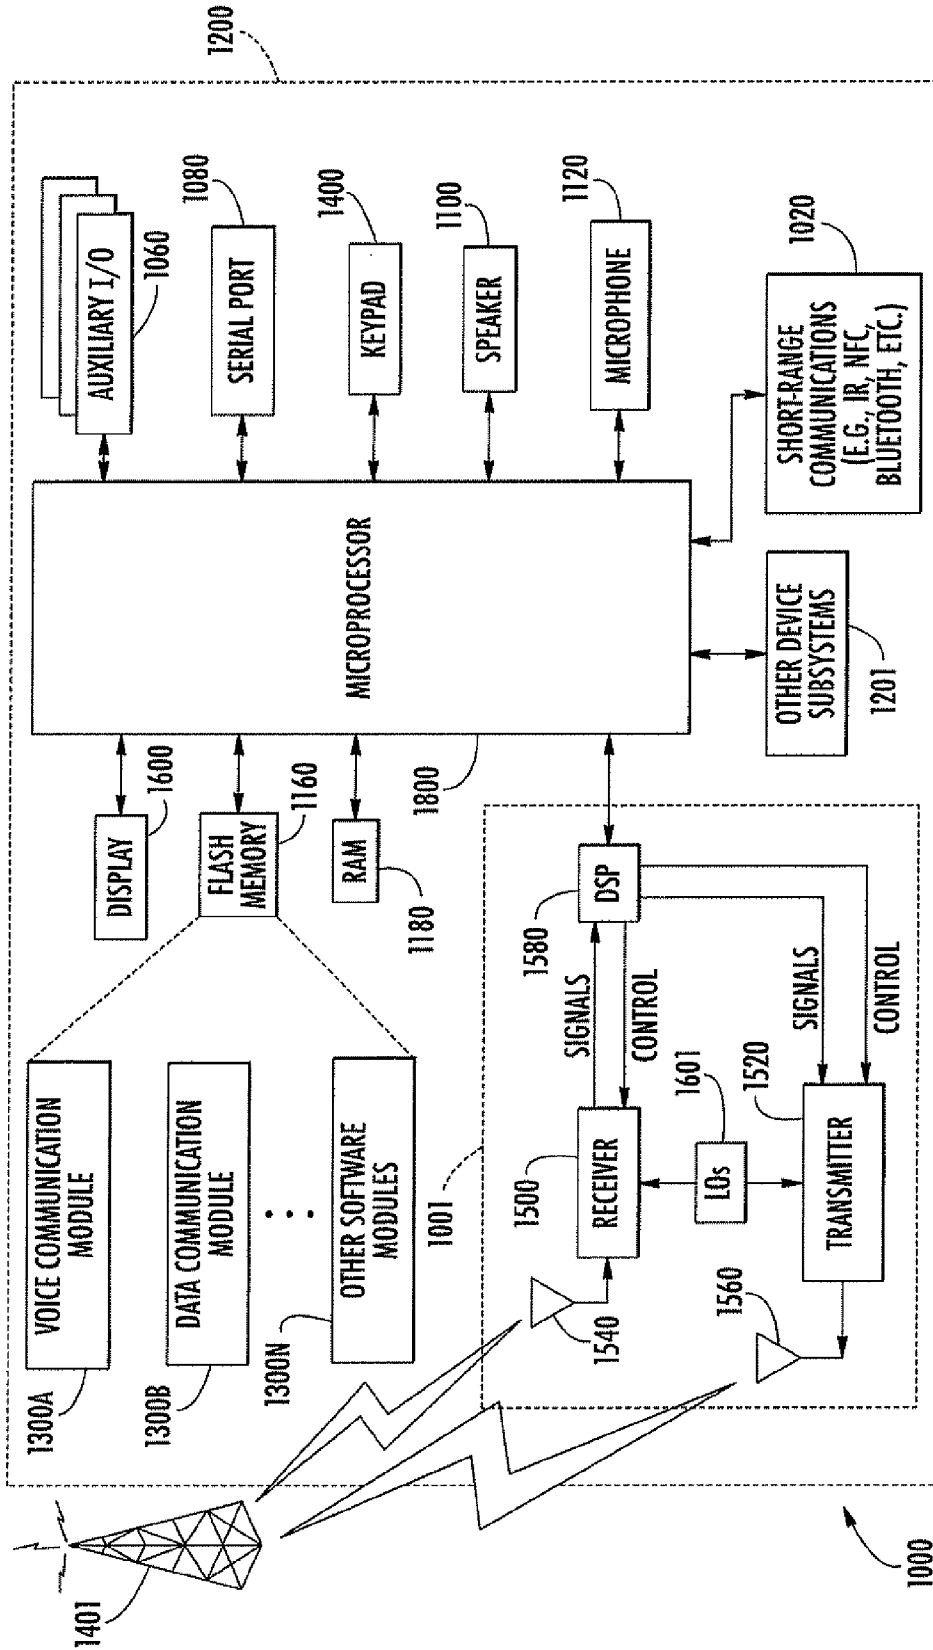 1200
AUXILIARY I/O
1060
SERIAL PORT
1080
KEYPAD
1400
SPEAKER
1100
MICROPHONE
1120
SHORT-RANGE
COMMUNICATIONS
(E.G., IR, NFC,
BLUETOOTH, ETC.)
1020
MICROPROCESSOR
1800
OTHER DEVICE
SUBSYSTEMS
1201
DISPLAY
1600
FLASH
MEMORY
1160
RAM
1180
VOICE COMMUNICATION
MODULE
1300A
DATA COMMUNICATION
MODULE
1300B
• • •
OTHER SOFTWARE
MODULES
1300N
1001
DSP
1580
SIGNALS
CONTROL
SIGNALS
CONTROL
RECEIVER
1500
LOs
1601
TRANSMITTER
1520
1540
1560
1401
1000